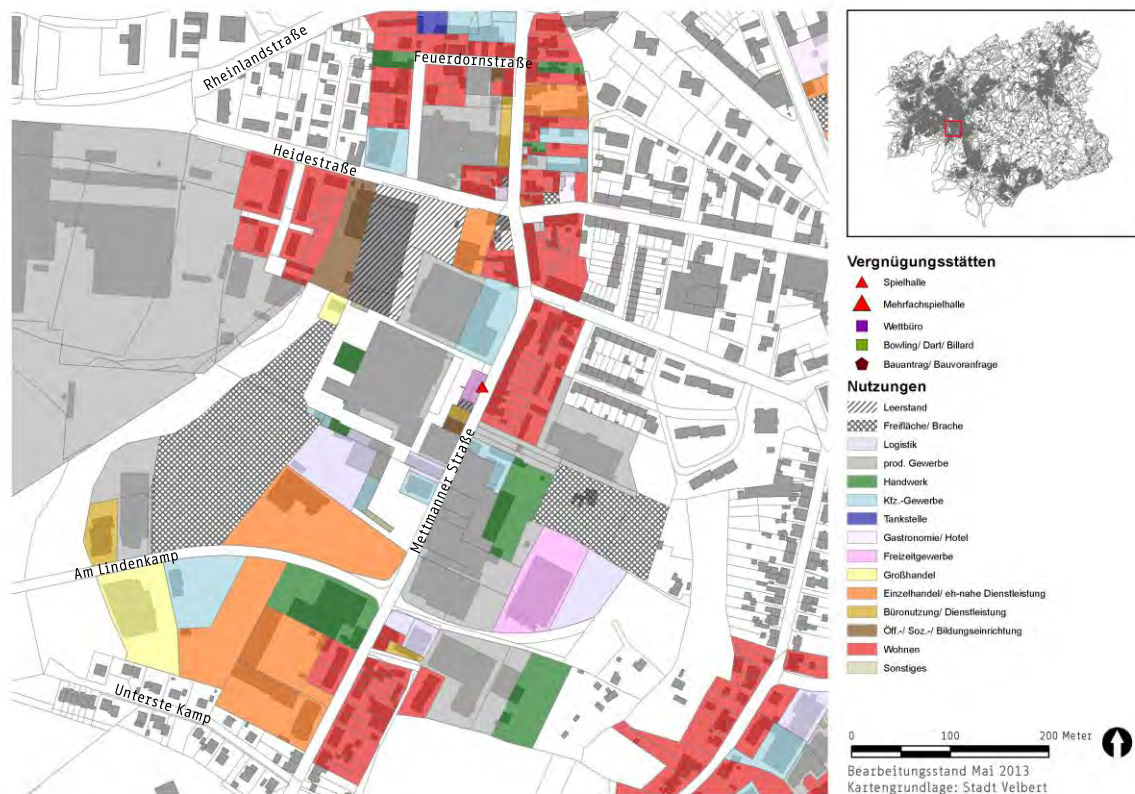 Rheinlandstraße
Feuerdornstraße
Heidestraße
Mettmanner Straße
Am Lindenkamp
Unterste Kamp
Vergnügungsstätten
Spielhalle
Mehrfachspielhalle
Wettbüro
Bowling/ Dart/ Billard
Bauantrag/ Bauvoranfrage
Nutzungen
Leerstand
Freifläche/ Brache
Logistik
prod. Gewerbe
Handwerk
Kfz.-Gewerbe
Tankstelle
Gastronomie/ Hotel
Freizeitgewerbe
Großhandel
Einzelhandel/ eh-nahe Dienstleistung
Büronutzung/ Dienstleistung
Öff.-/ Soz.-/ Bildungseinrichtung
Wohnen
Sonstiges
0 100 200 Meter
Bearbeitungsstand Mai 2013
Kartengrundlage: Stadt Velbert